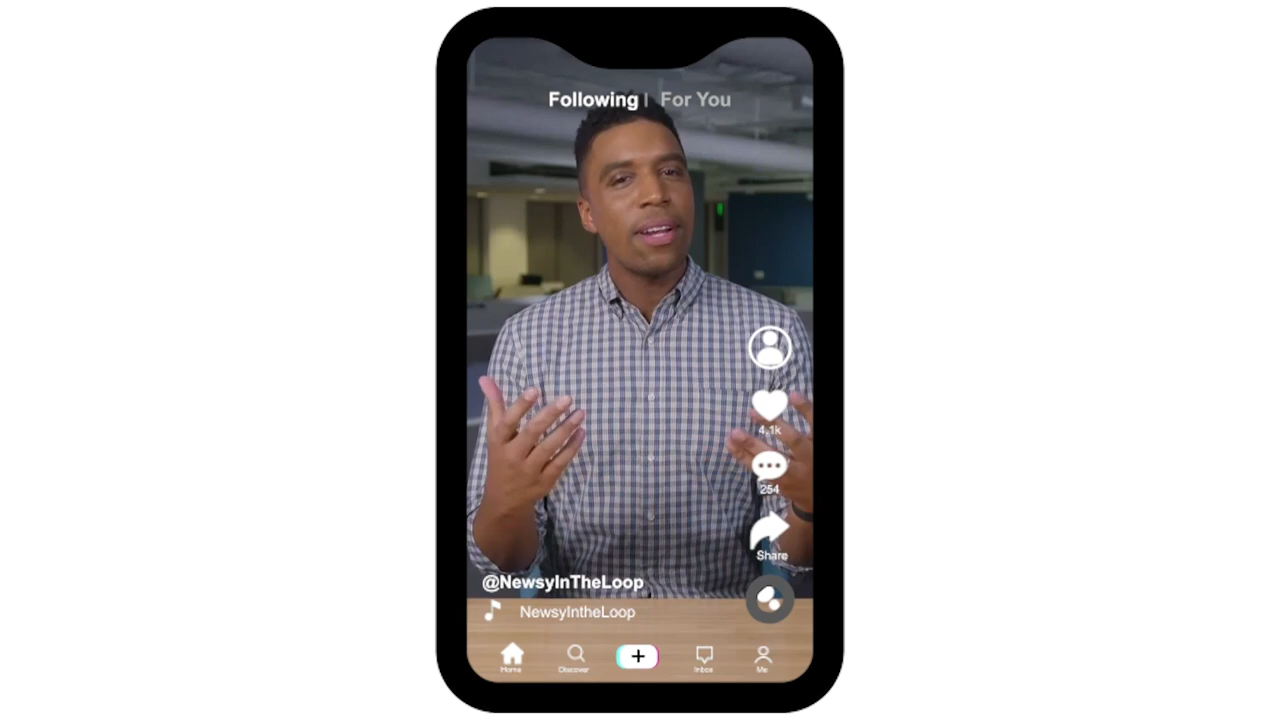 Following | For You
4.1k
254
Share
@NewsyInTheLoop
NewsyIntheLoop
Home
Discover
Inbox
Me